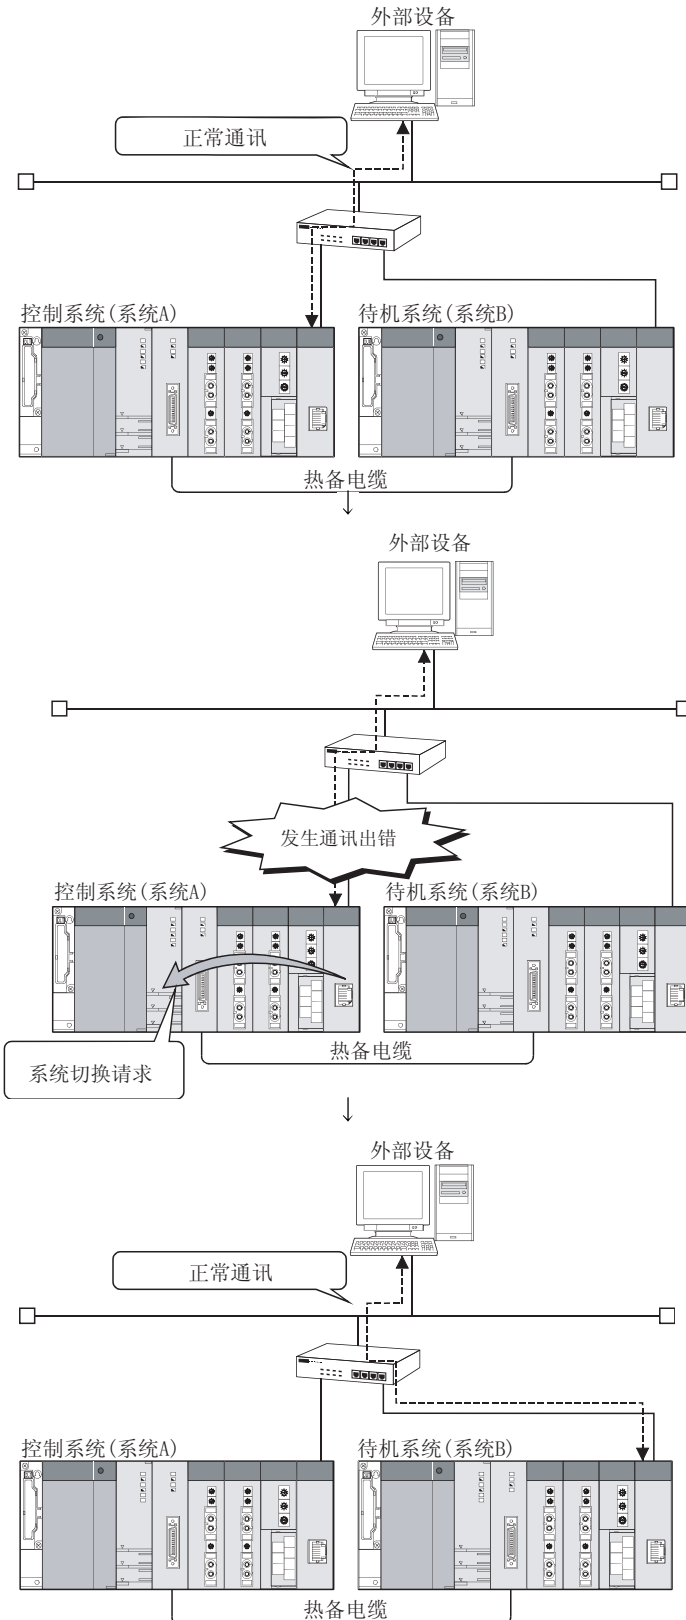 外部设备
正常通讯
控制系统(系统A)
待机系统(系统B)
热备电缆
外部设备
发生通讯出错
控制系统(系统A)
待机系统(系统B)
热备电缆
系统切换请求
外部设备
正常通讯
控制系统(系统A)
待机系统(系统B)
热备电缆